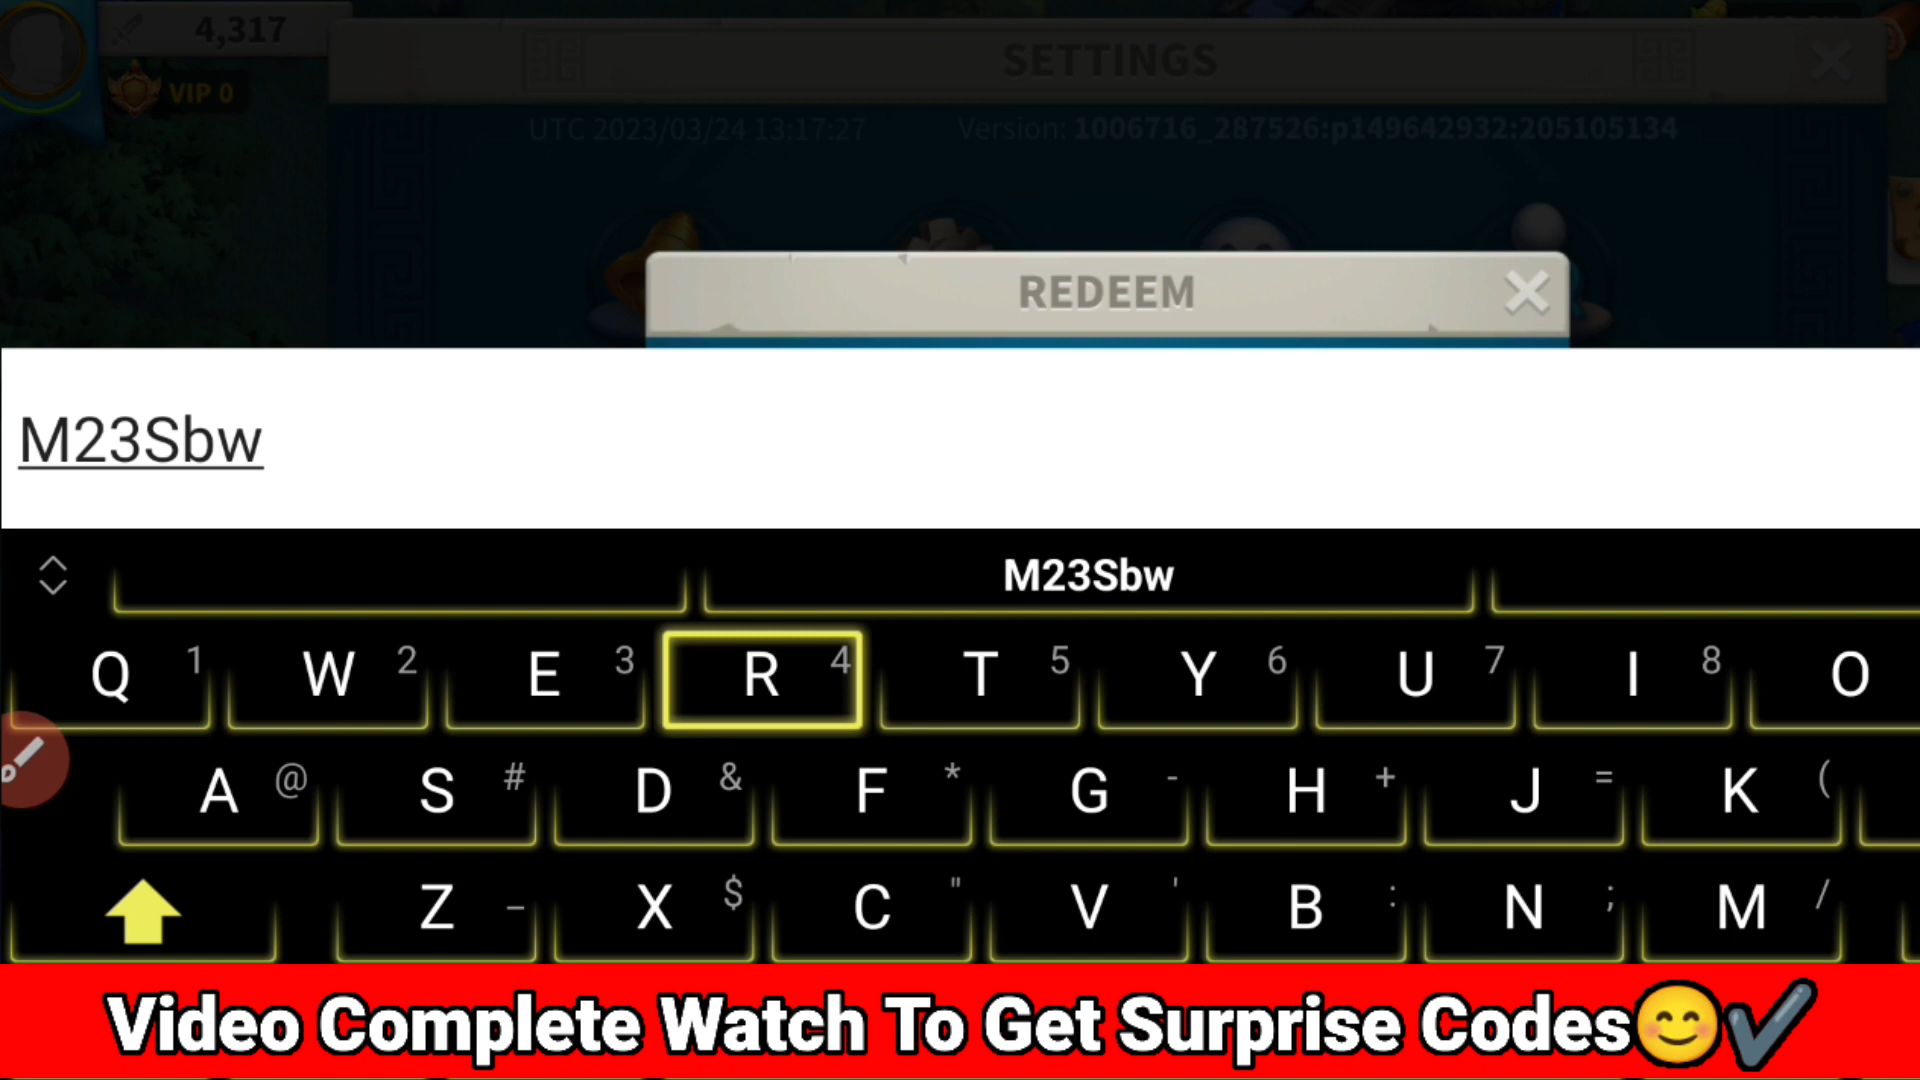 4,317
SETTINGS
VIP 0
UTC 2023/03/24 13:17:27 Version: 1006716_287526:p149642932:205105134
REDEEM
M23Sbw
M23Sbw
Q 1 W 2 E 3 R 4 T 5 Y 6 U 7 I 8 O
A @ S # D & F * G - H + J = K (
Z _ X $ C " V ' B : N ; M /
Video Complete Watch To Get Surprise Codes😊✔